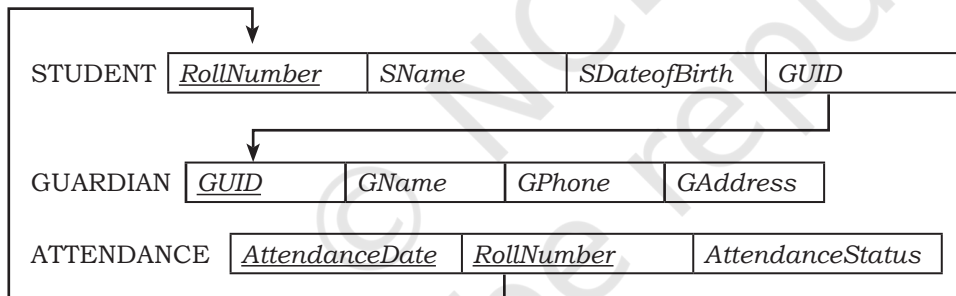 STUDENT RollNumber SName SDateofBirth GUID
GUARDIAN GUID GName GPhone GAddress
ATTENDANCE AttendanceDate RollNumber AttendanceStatus